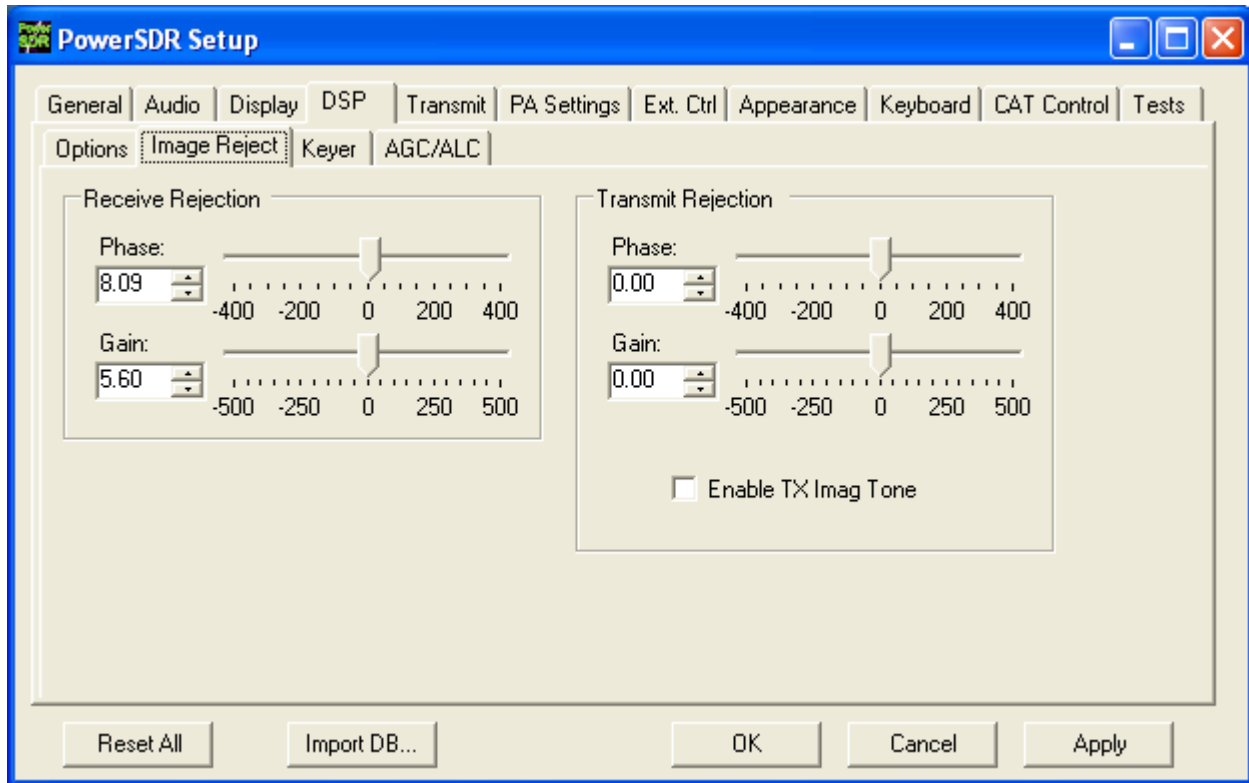 PowerSDR Setup
General Audio Display DSP Transmit PA Settings Ext. Ctrl Appearance Keyboard CAT Control Tests
Options Image Reject Keyer AGC/ALC
Receive Rejection
Phase:
8.09
-400 -200 0 200 400
Gain:
5.60
-500 -250 0 250 500
Transmit Rejection
Phase:
0.00
-400 -200 0 200 400
Gain:
0.00
-500 -250 0 250 500
Enable TX Imag Tone
Reset All Import DB... OK Cancel Apply